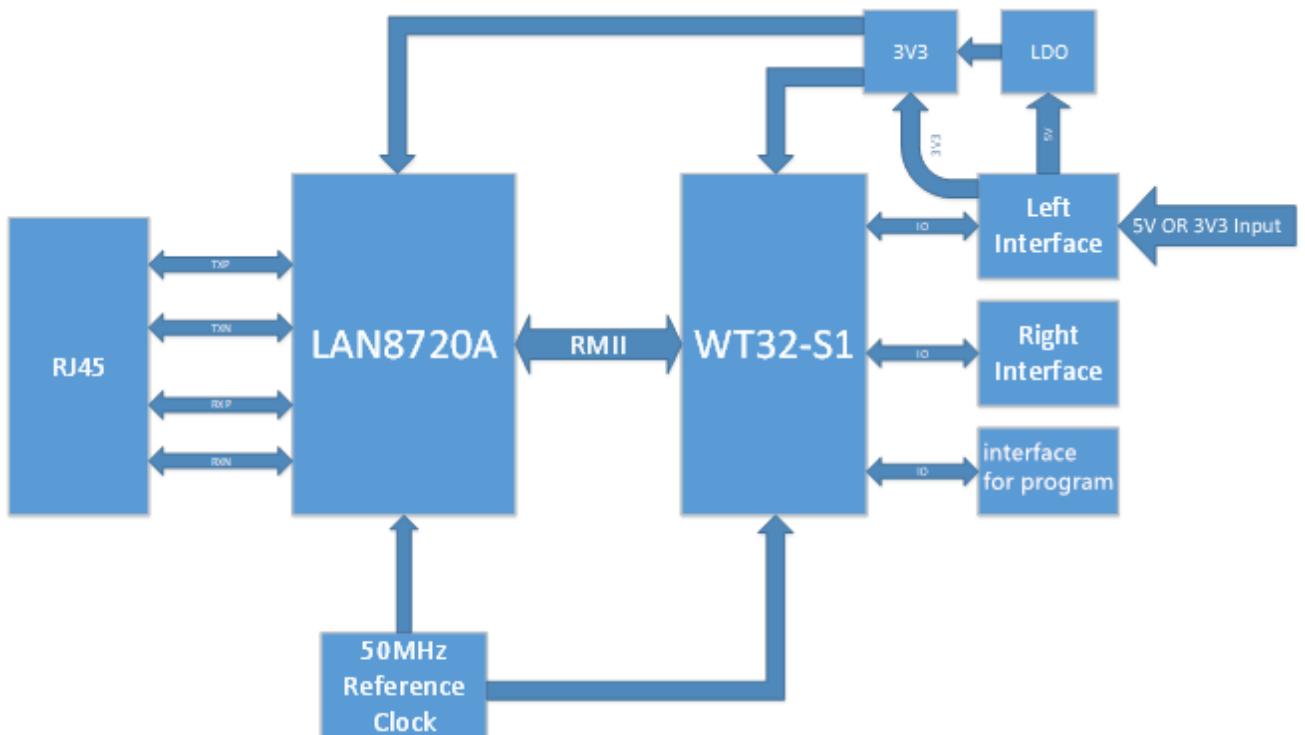 3V3
LDO
3V3
5V
Left
Interface
5V OR 3V3 Input
IO
TXP
TXN
RJ45
LAN8720A
RMII
WT32-S1
IO
Right
Interface
RXP
RXN
IO
interface
for program
50MHz
Reference
Clock